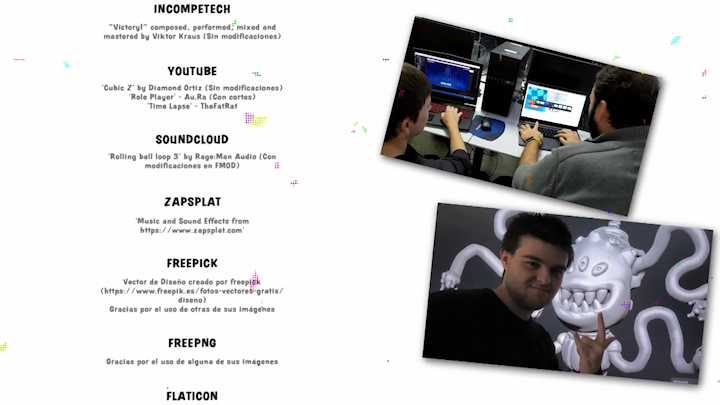 INCOMPETECH
"Victory!" composed, performed, mixed and
mastered by Viktor Kraus (Sin modificaciones)
YOUTUBE
'Cubic Z' by Diamond Ortiz (Sin modificaciones)
'Role Player' - Au.Ra (Con cortes)
'Time Lapse' - TheFatRat
SOUNDCLOUD
'Rolling ball loop 3' by Rage:Man Audio (Con
modificaciones en FMOD)
ZAPSPLAT
'Music and Sound Effects from
https://www.zapsplat.com'
FREEPICK
Vector de Diseño creado por freepick
(https://www.freepik.es/fotos-vectores-gratis/
diseno)
Gracias por el uso de otras de sus imágenes
FREEPNG
Gracias por el uso de alguna de sus imágenes
FLATICON